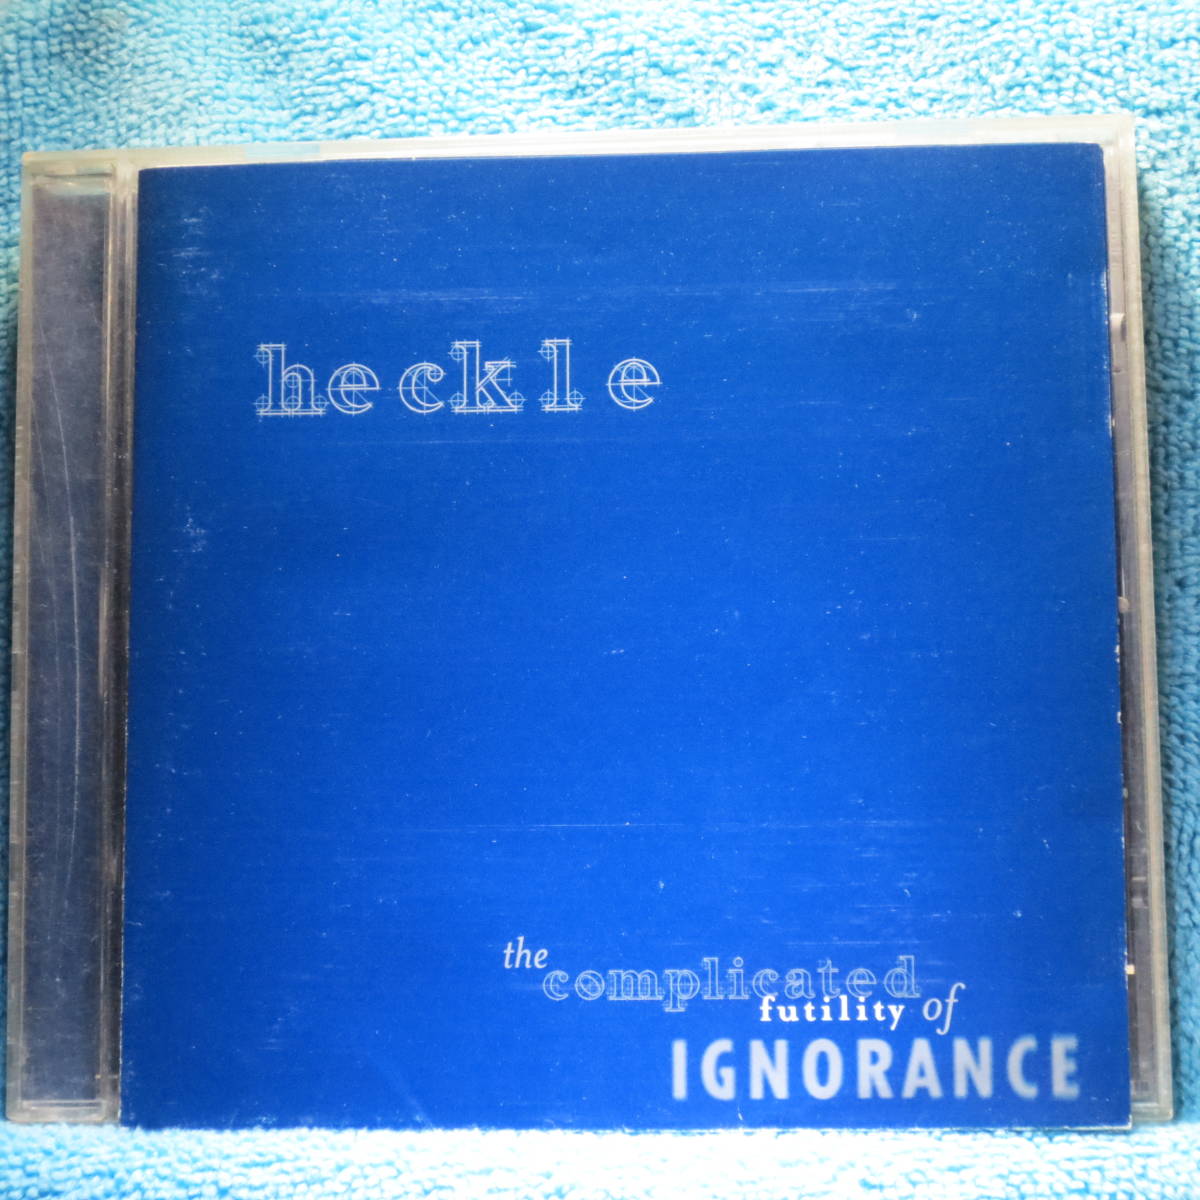 heckle
the
complicated
futility of
IGNORANCE